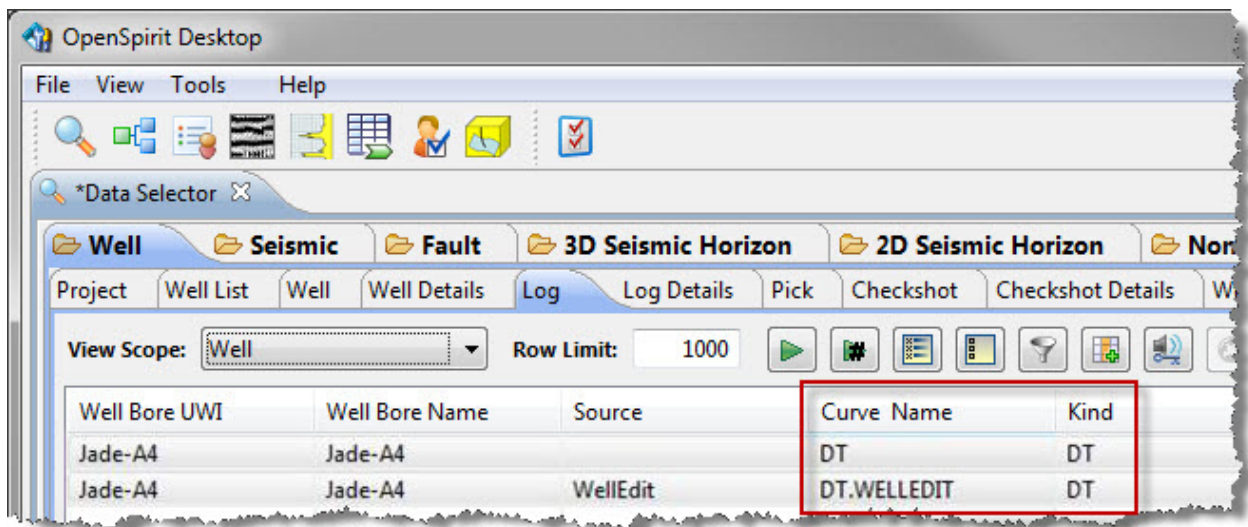 OpenSpirit Desktop
File View Tools Help
*Data Selector
Well Seismic Fault 3D Seismic Horizon 2D Seismic Horizon
Project Well List Well Well Details Log Log Details Pick Checkshot Checkshot Details
View Scope: Well Row Limit: 1000
Well Bore UWI Well Bore Name Source Curve Name Kind
Jade-A4 Jade-A4 DT DT
Jade-A4 Jade-A4 WellEdit DT.WELLEDIT DT